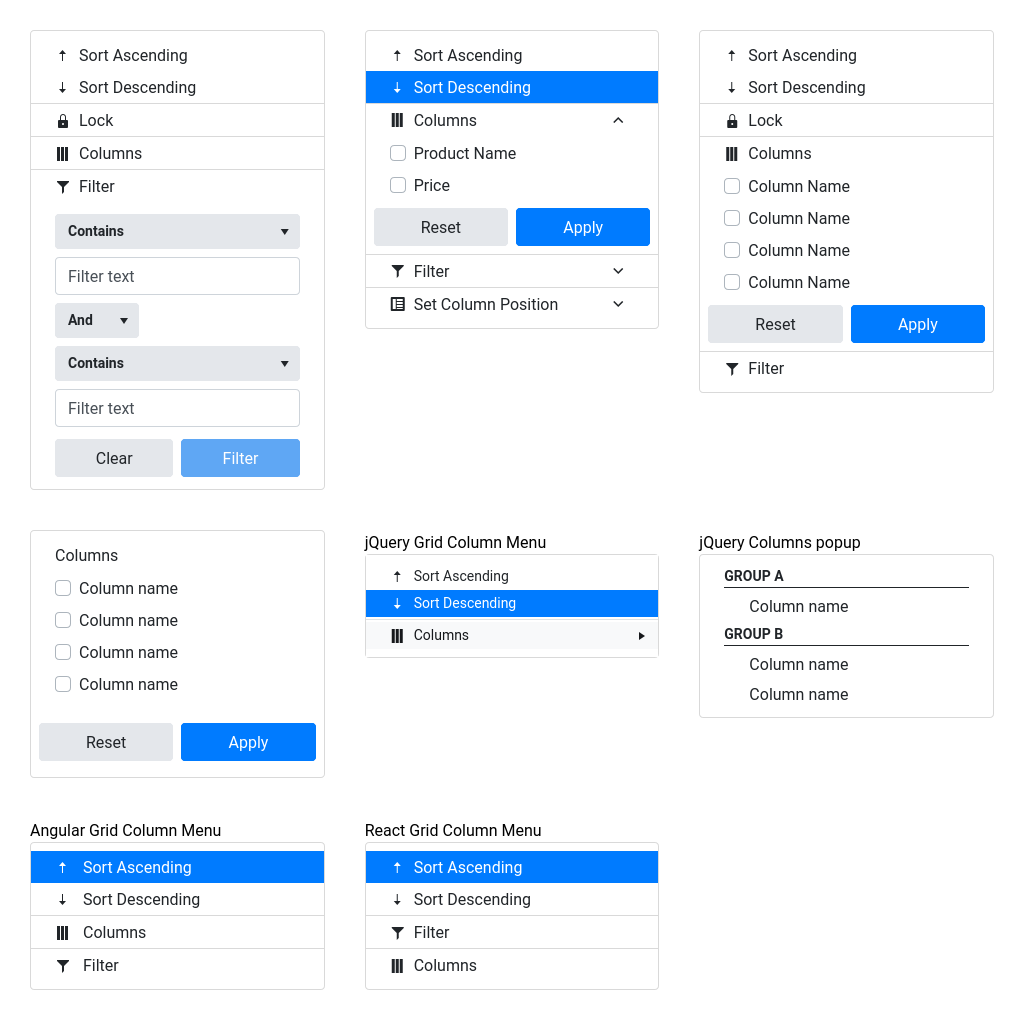 Sort Ascending
Sort Descending
Lock
Columns
Filter
Contains
Filter text
And
Contains
Filter text
Clear Filter
Sort Ascending
Sort Descending
Columns
Product Name
Price
Reset Apply
Filter
Set Column Position
Sort Ascending
Sort Descending
Lock
Columns
Column Name
Column Name
Column Name
Column Name
Reset Apply
Filter
Columns
Column name
Column name
Column name
Column name
Reset Apply
jQuery Grid Column Menu
Sort Ascending
Sort Descending
Columns
jQuery Columns popup
GROUP A
Column name
GROUP B
Column name
Column name
Angular Grid Column Menu
Sort Ascending
Sort Descending
Columns
Filter
React Grid Column Menu
Sort Ascending
Sort Descending
Filter
Columns